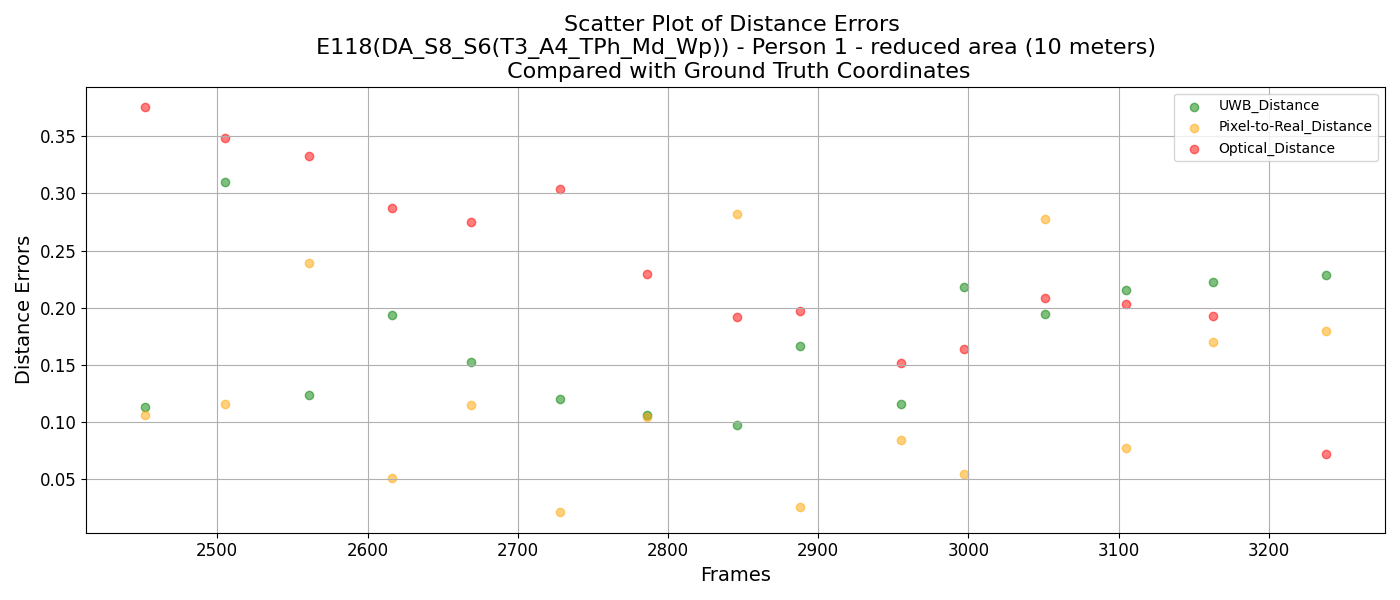 Scatter Plot of Distance Errors
E118(DA_S8_S6(T3_A4_TPh_Md_Wp)) - Person 1 - reduced area (10 meters)
Compared with Ground Truth Coordinates
UWB_Distance
Pixel-to-Real_Distance
Optical_Distance
Distance Errors
0.35
0.30
0.25
0.20
0.15
0.10
0.05
2500 2600 2700 2800 2900 3000 3100 3200
Frames